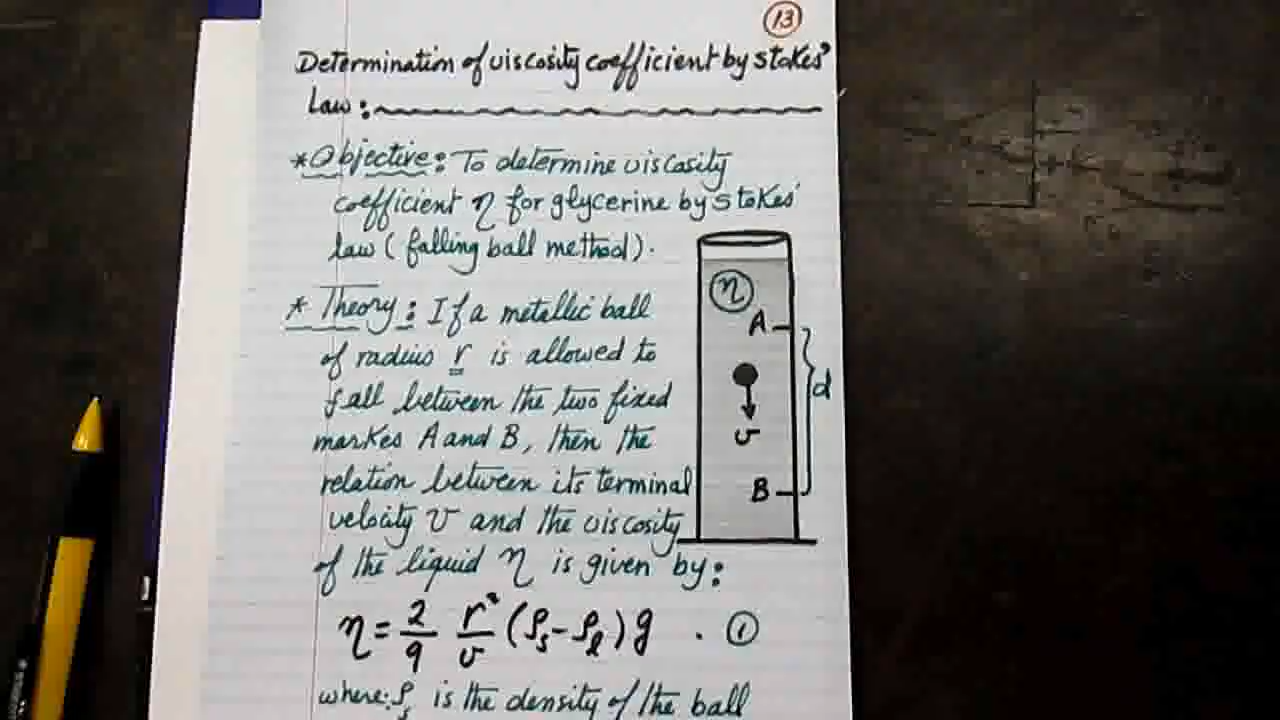 13
Determination of viscosity coefficient by Stokes'
Law:
*Objective: To determine viscosity
coefficient η for glycerine by Stokes'
law (falling ball method).
* Theory: If a metallic ball
of radius r is allowed to
fall between the two fixed
markes A and B, then the
relation between its terminal
velocity v and the viscosity
of the liquid η is given by:
η = 2/9 r²/v (ρs - ρl) g . ①
where: ρs is the density of the ball
η
A
d
v
B